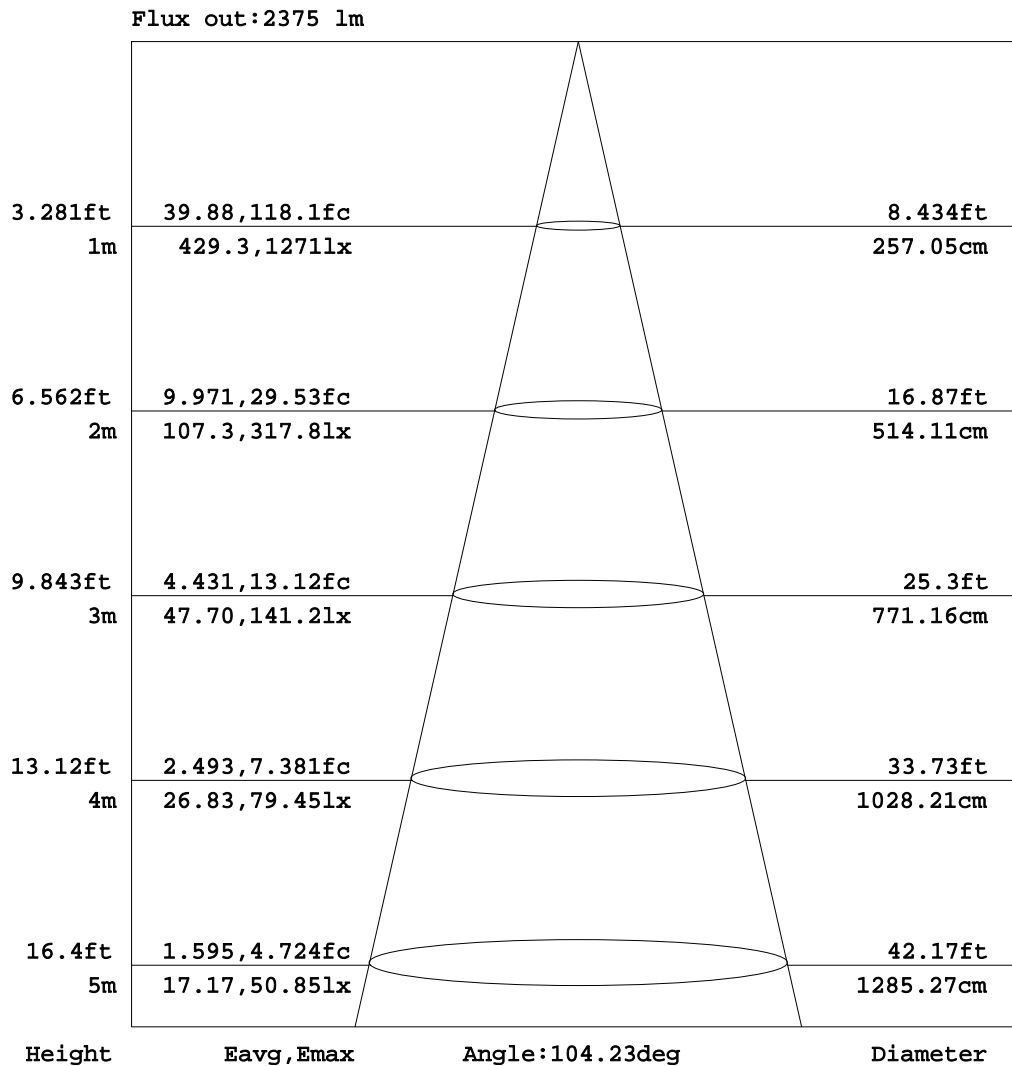 Flux out:2375 lm
3.281ft 39.88,118.1fc 8.434ft
1m 429.3,1271lx 257.05cm
6.562ft 9.971,29.53fc 16.87ft
2m 107.3,317.8lx 514.11cm
9.843ft 4.431,13.12fc 25.3ft
3m 47.70,141.2lx 771.16cm
13.12ft 2.493,7.381fc 33.73ft
4m 26.83,79.45lx 1028.21cm
16.4ft 1.595,4.724fc 42.17ft
5m 17.17,50.85lx 1285.27cm
Height Eavg,Emax Angle:104.23deg Diameter